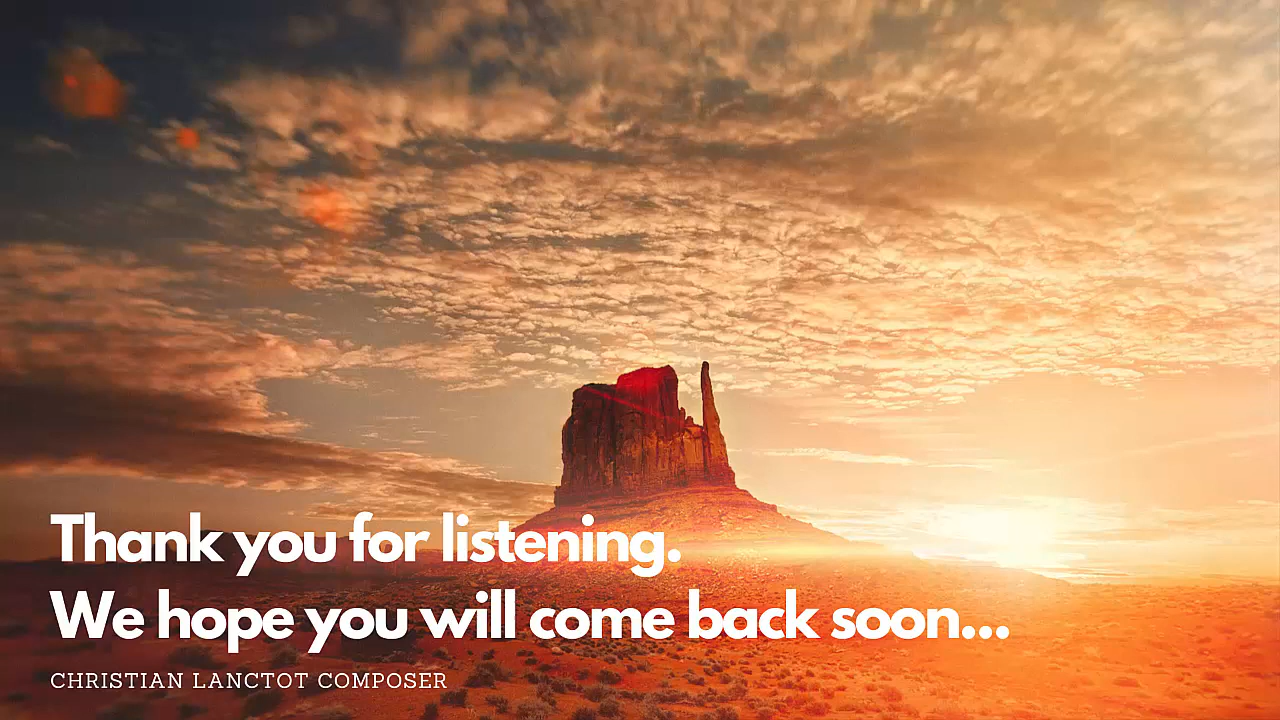 Thank you for listening.
We hope you will come back soon...
CHRISTIAN LANCTOT COMPOSER